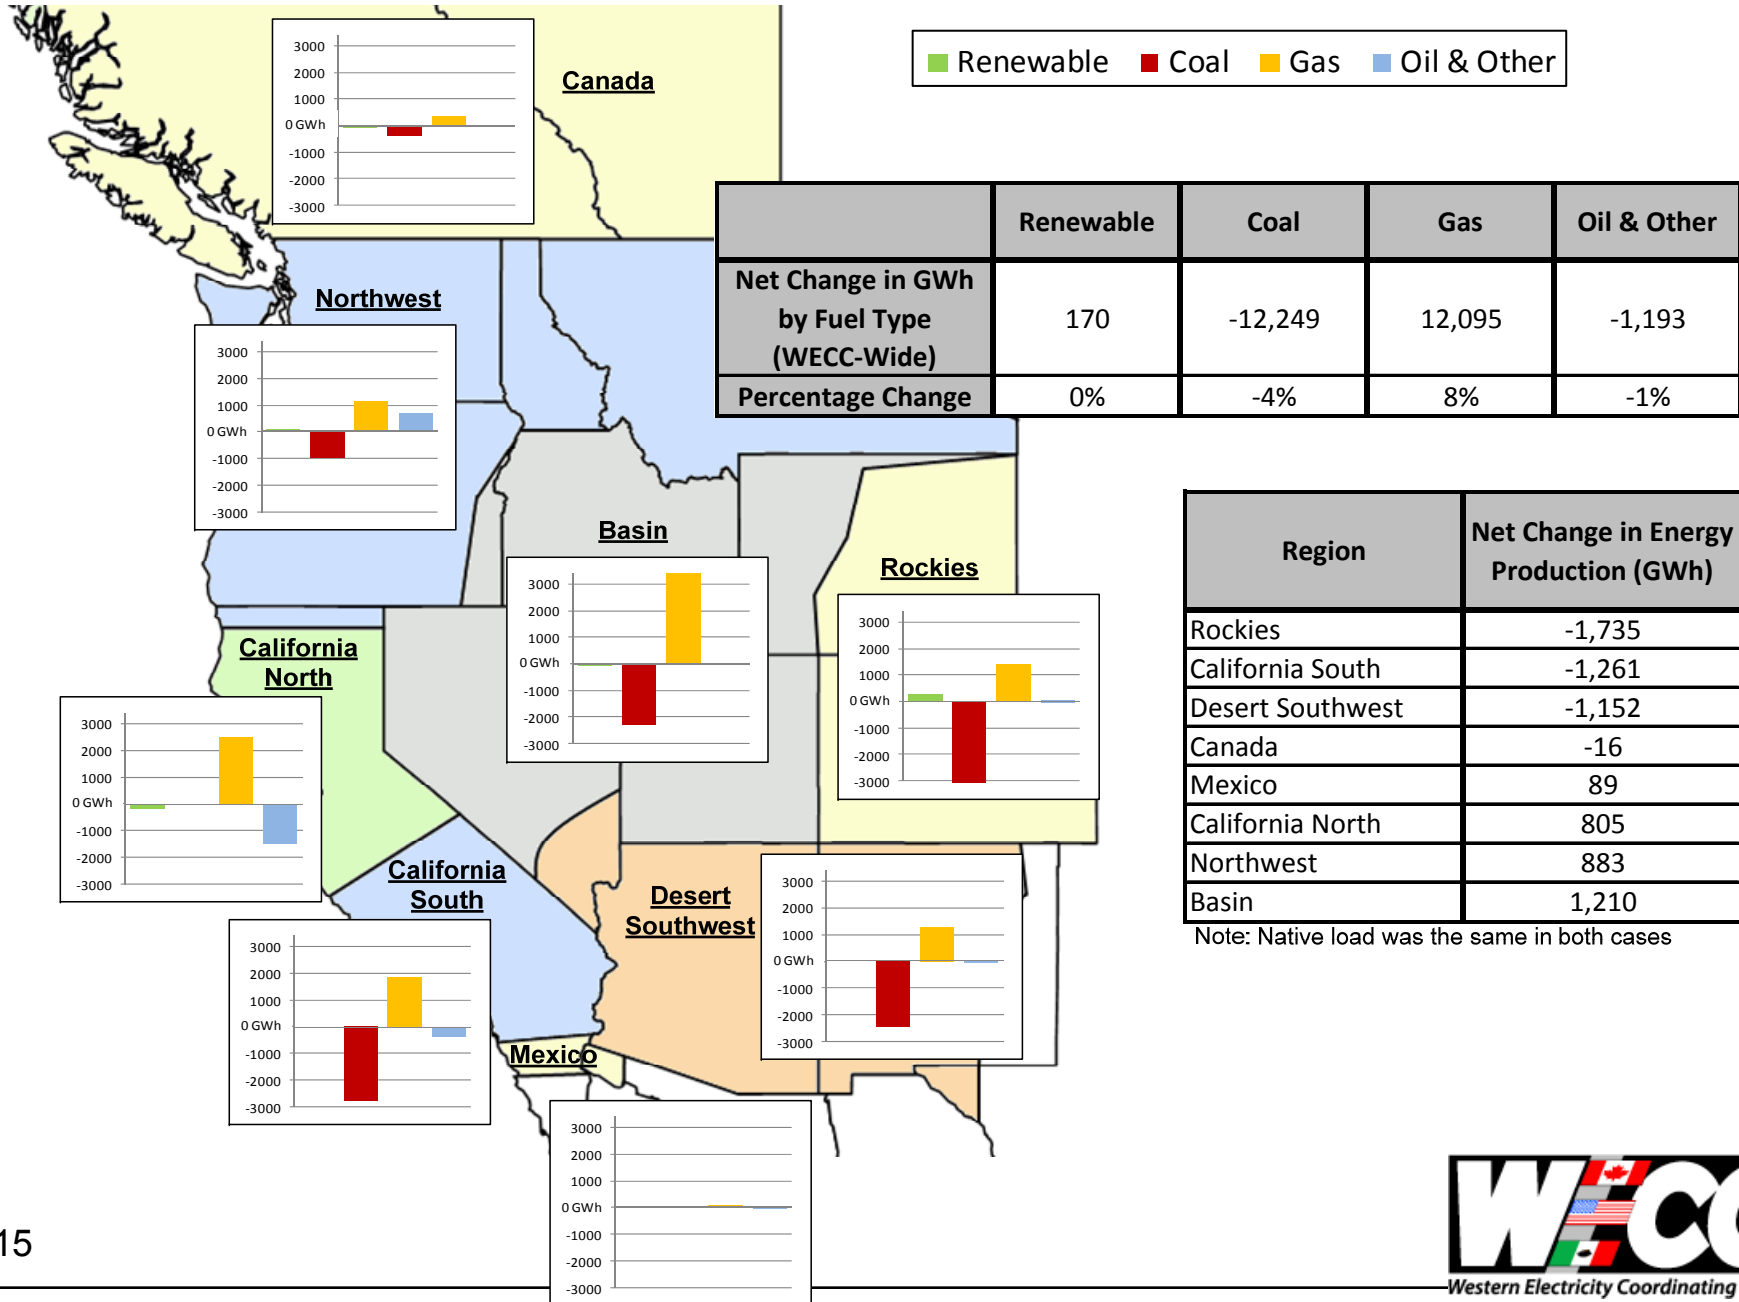 3000
2000
1000
0 GWh
-1000
-2000
-3000
Canada
Renewable Coal Gas Oil & Other
Renewable Coal Gas Oil & Other
Net Change in GWh
by Fuel Type
(WECC-Wide)
170 -12,249 12,095 -1,193
Percentage Change 0% -4% 8% -1%
Northwest
3000
2000
1000
0 GWh
-1000
-2000
-3000
Basin
3000
2000
1000
0 GWh
-1000
-2000
-3000
Rockies
3000
2000
1000
0 GWh
-1000
-2000
-3000
Region
Net Change in Energy
Production (GWh)
Rockies -1,735
California South -1,261
Desert Southwest -1,152
Canada -16
Mexico 89
California North 805
Northwest 883
Basin 1,210
Note: Native load was the same in both cases
California
North
3000
2000
1000
0 GWh
-1000
-2000
-3000
California
South
3000
2000
1000
0 GWh
-1000
-2000
-3000
Desert
Southwest
3000
2000
1000
0 GWh
-1000
-2000
-3000
Mexico
3000
2000
1000
0 GWh
-1000
-2000
-3000
15
WECC
Western Electricity Coordinating